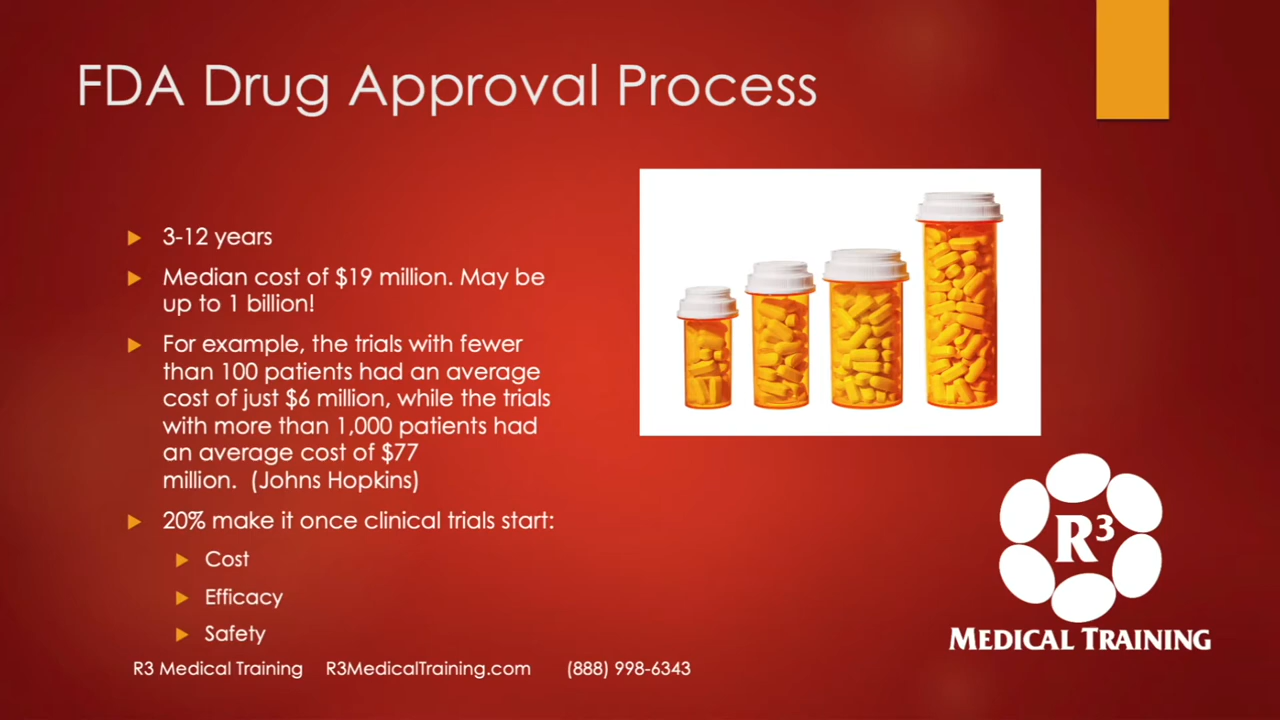 FDA Drug Approval Process
3-12 years
Median cost of $19 million. May be
up to 1 billion!
For example, the trials with fewer
than 100 patients had an average
cost of just $6 million, while the trials
with more than 1,000 patients had
an average cost of $77
million.  (Johns Hopkins)
20% make it once clinical trials start:
Cost
Efficacy
Safety
R3 Medical Training    R3MedicalTraining.com    (888) 998-6343
R³
MEDICAL TRAINING